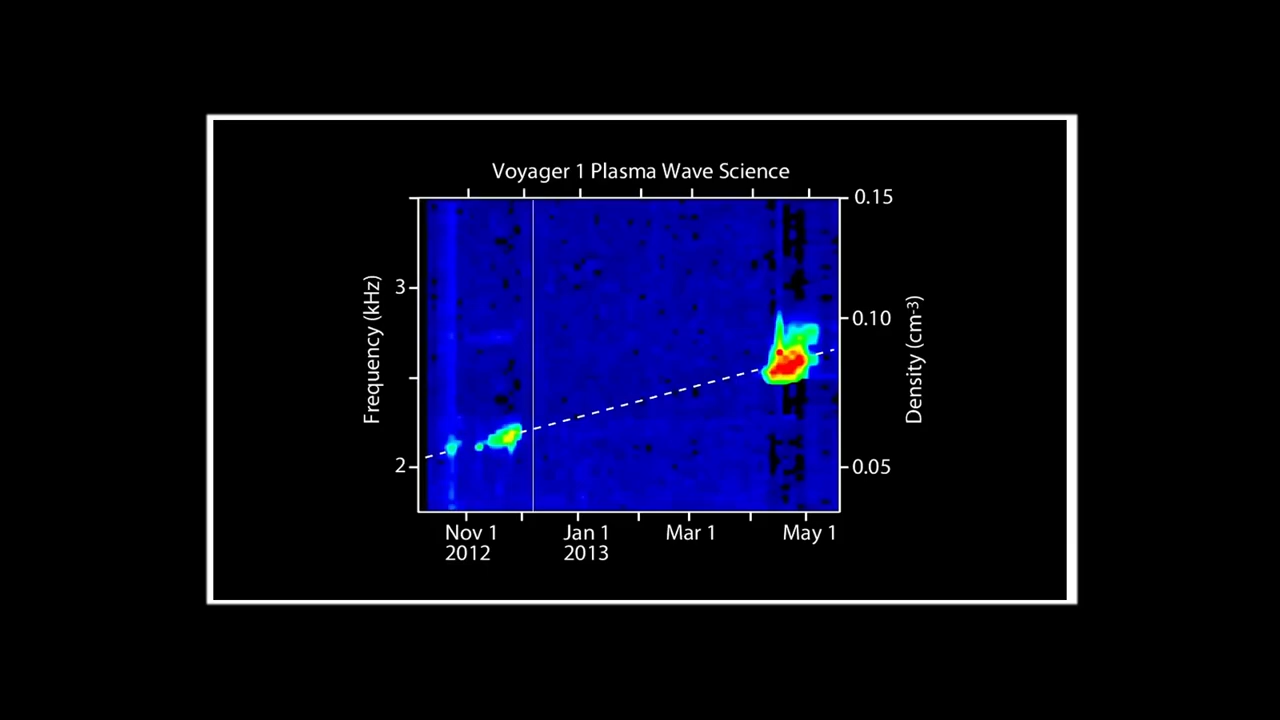 Voyager 1 Plasma Wave Science
0.15
3
0.10
Frequency (kHz)
Density (cm-3)
2
0.05
Nov 1 Jan 1 Mar 1 May 1
2012 2013